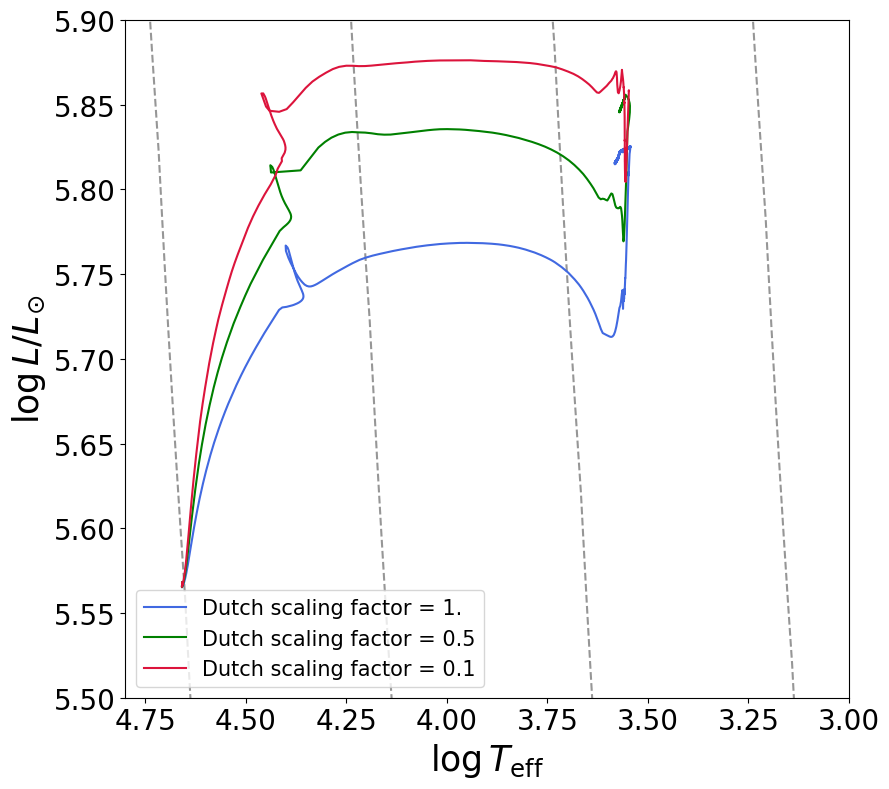 5.90
5.85
5.80
5.75
5.70
5.65
5.60
5.55
5.50
log L/L⊙
Dutch scaling factor = 1.
Dutch scaling factor = 0.5
Dutch scaling factor = 0.1
4.75 4.50 4.25 4.00 3.75 3.50 3.25 3.00
log T_eff